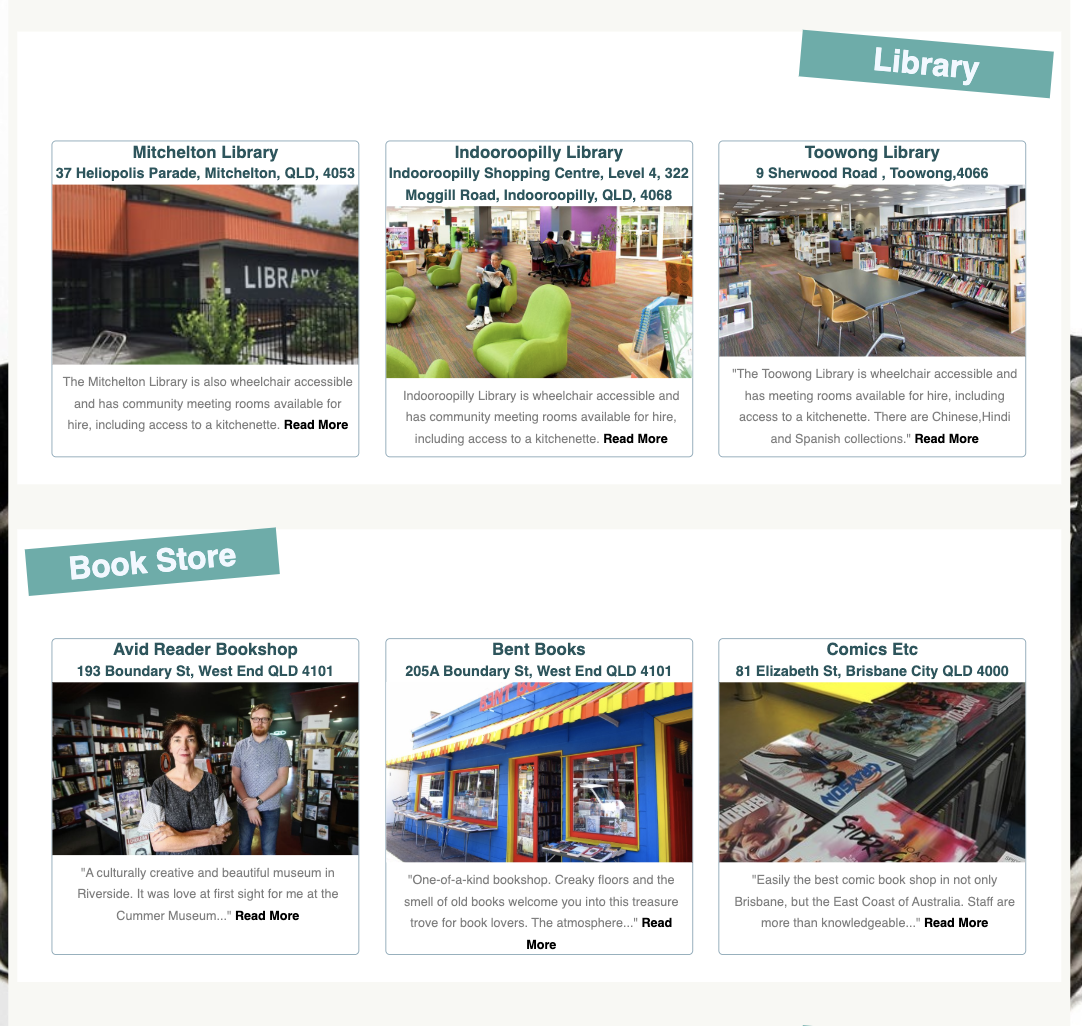 Library
Mitchelton Library
37 Heliopolis Parade, Mitchelton, QLD, 4053
LIBRARY
The Mitchelton Library is also wheelchair accessible
and has community meeting rooms available for
hire, including access to a kitchenette. Read More
Indooroopilly Library
Indooroopilly Shopping Centre, Level 4, 322
Moggill Road, Indooroopilly, QLD, 4068
Indooroopilly Library is wheelchair accessible and
has community meeting rooms available for hire,
including access to a kitchenette. Read More
Toowong Library
9 Sherwood Road , Toowong,4066
"The Toowong Library is wheelchair accessible and
has meeting rooms available for hire, including
access to a kitchenette. There are Chinese,Hindi
and Spanish collections." Read More
Book Store
Avid Reader Bookshop
193 Boundary St, West End QLD 4101
"A culturally creative and beautiful museum in
Riverside. It was love at first sight for me at the
Cummer Museum..." Read More
Bent Books
205A Boundary St, West End QLD 4101
"One-of-a-kind bookshop. Creaky floors and the
smell of old books welcome you into this treasure
trove for book lovers. The atmosphere..." Read
More
Comics Etc
81 Elizabeth St, Brisbane City QLD 4000
"Easily the best comic book shop in not only
Brisbane, but the East Coast of Australia. Staff are
more than knowledgeable..." Read More